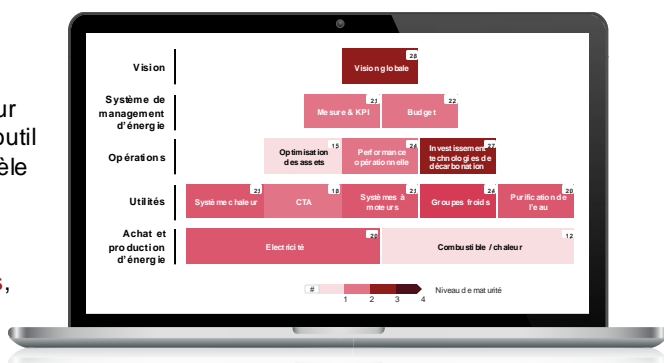 ur
outil
èle
s,
Vision
28
Vision globale
Système de
management
d'énergie
21
Mesure & KPI
22
Budget
Opérations
15
Optimisation
des assets
24
Performance
opérationnelle
27
Investissement
technologies de
décarbonation
Utilités
21
Système chaleur
18
CTA
21
Systèmes à
moteurs
24
Groupes froids
20
Purification de
l'eau
Achat et
production
d'énergie
20
Electricité
12
Combustible / chaleur
#
1 2 3 4
Niveau de maturité